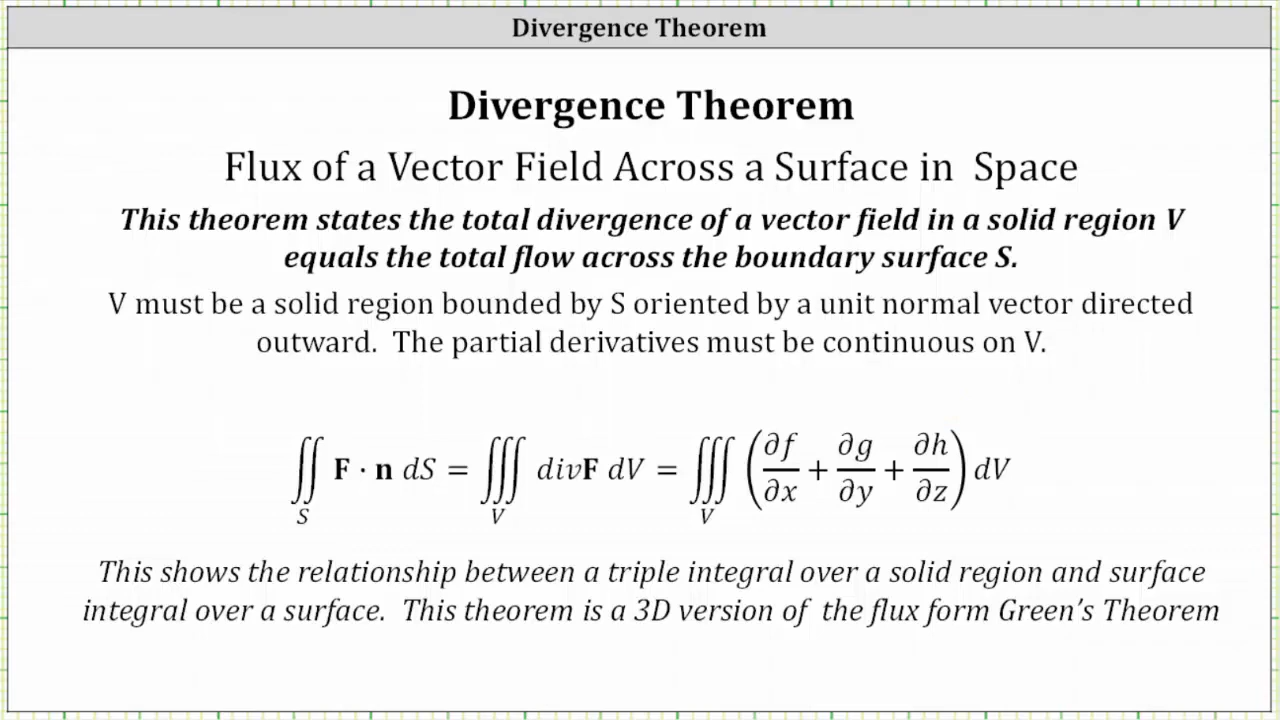 Divergence Theorem
Divergence Theorem
Flux of a Vector Field Across a Surface in  Space
This theorem states the total divergence of a vector field in a solid region V
equals the total flow across the boundary surface S.
V must be a solid region bounded by S oriented by a unit normal vector directed
outward.  The partial derivatives must be continuous on V.
∬_S F · n dS = ∭_V divF dV = ∭_V (∂f/∂x + ∂g/∂y + ∂h/∂z) dV
This shows the relationship between a triple integral over a solid region and surface
integral over a surface.  This theorem is a 3D version of  the flux form Green’s Theorem